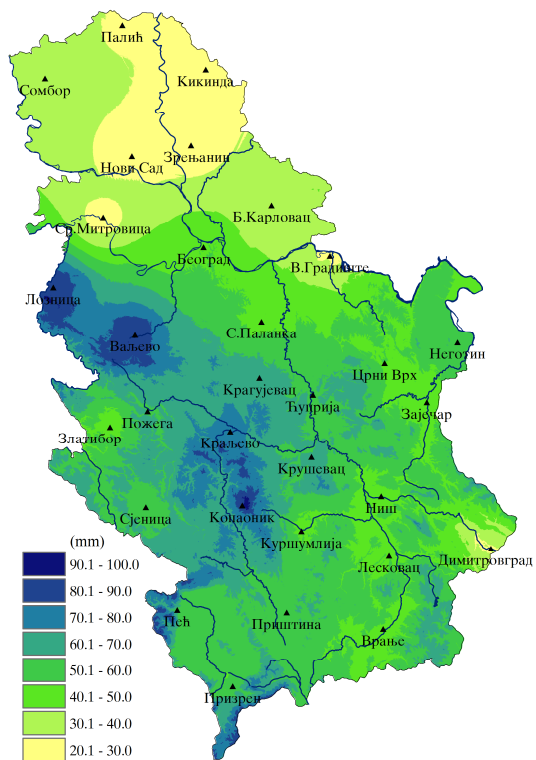 Палић
Кикинда
Сомбор
Зрењанин
Нови Сад
Б.Карловац
Ср.Митровица
Београд
В.Градиште
Лозница
С.Паланка
Ваљево
Неготин
Црни Врх
Крагујевац
Ћуприја
Зајечар
Пожега
Златибор
Краљево
Крушевац
Ниш
Копаоник
Сјеница
Куршумлија
Димитровград
Лесковац
Пећ
Приштина
Врање
Призрен
(mm)
90.1 - 100.0
80.1 - 90.0
70.1 - 80.0
60.1 - 70.0
50.1 - 60.0
40.1 - 50.0
30.1 - 40.0
20.1 - 30.0